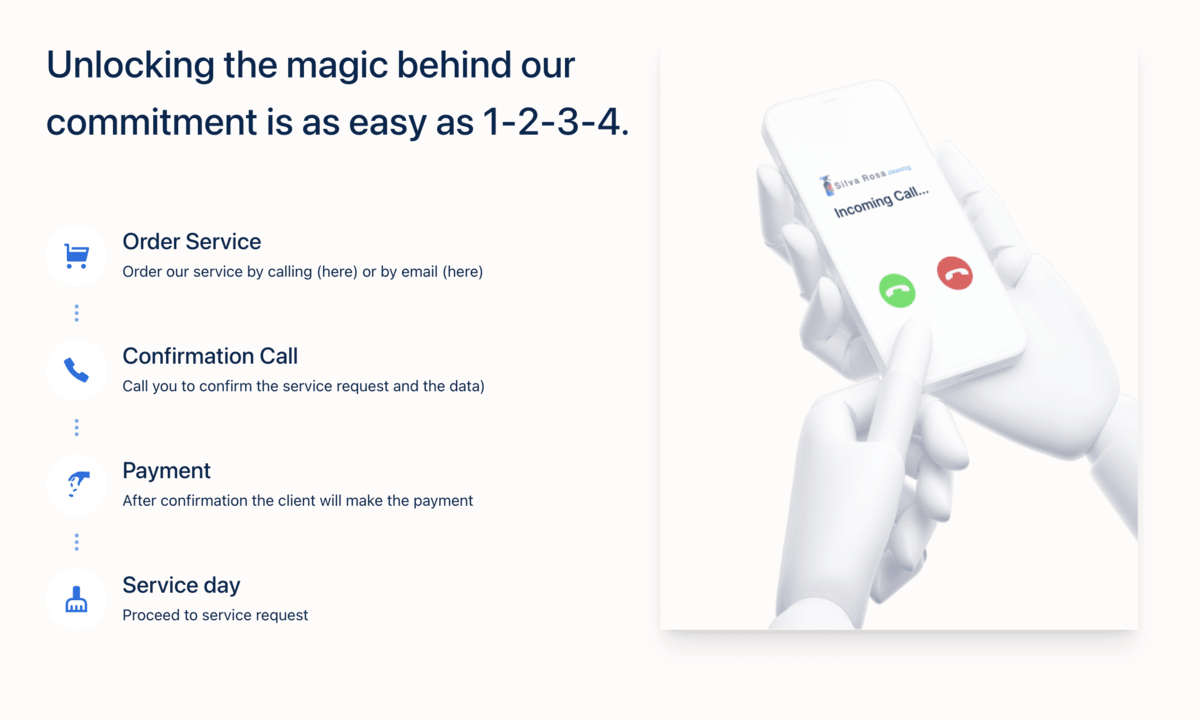 Unlocking the magic behind our
commitment is as easy as 1-2-3-4.
Order Service
Order our service by calling (here) or by email (here)
Confirmation Call
Call you to confirm the service request and the data)
Payment
After confirmation the client will make the payment
Service day
Proceed to service request
Silva Rosa cleaning
Incoming Call...